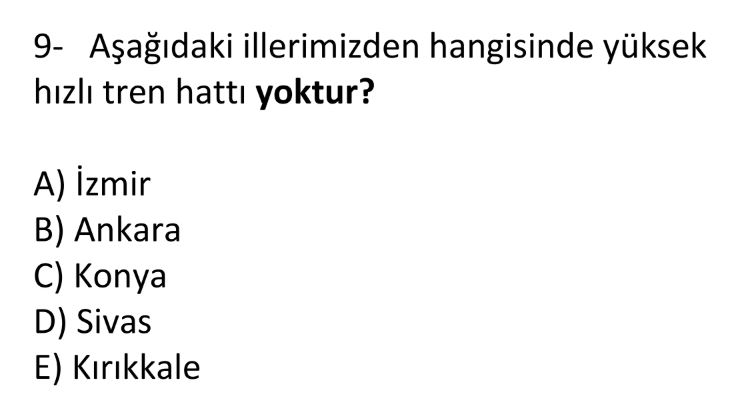 9- Aşağıdaki illerimizden hangisinde yüksek
hızlı tren hattı yoktur?
A) İzmir
B) Ankara
C) Konya
D) Sivas
E) Kırıkkale